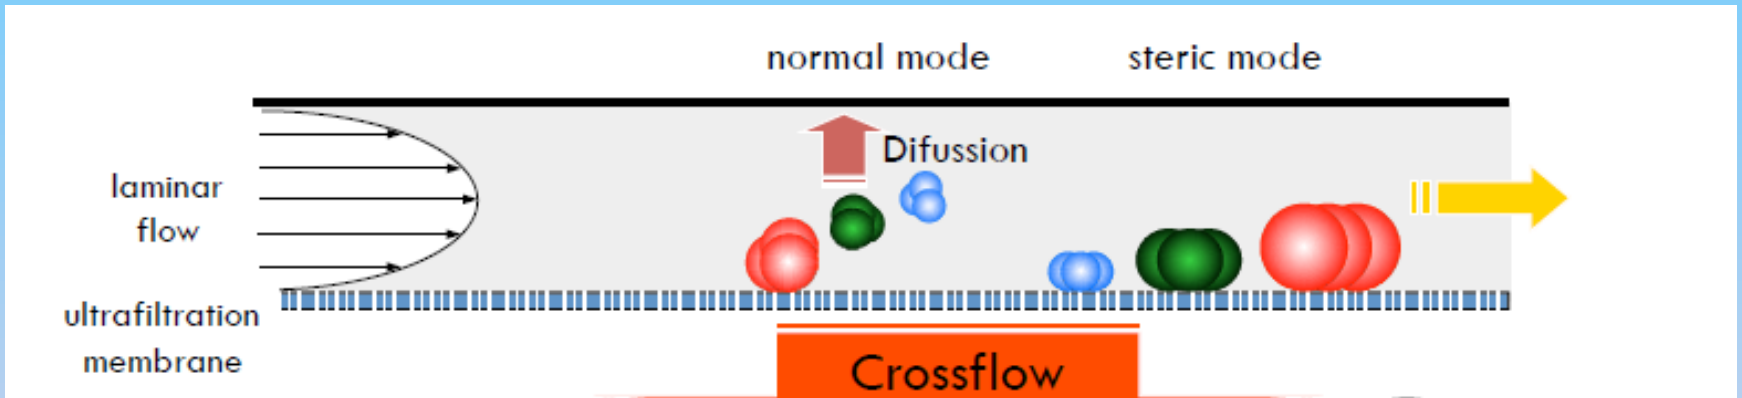 normal mode
steric mode
Difussion
laminar
flow
ultrafiltration
membrane
Crossflow